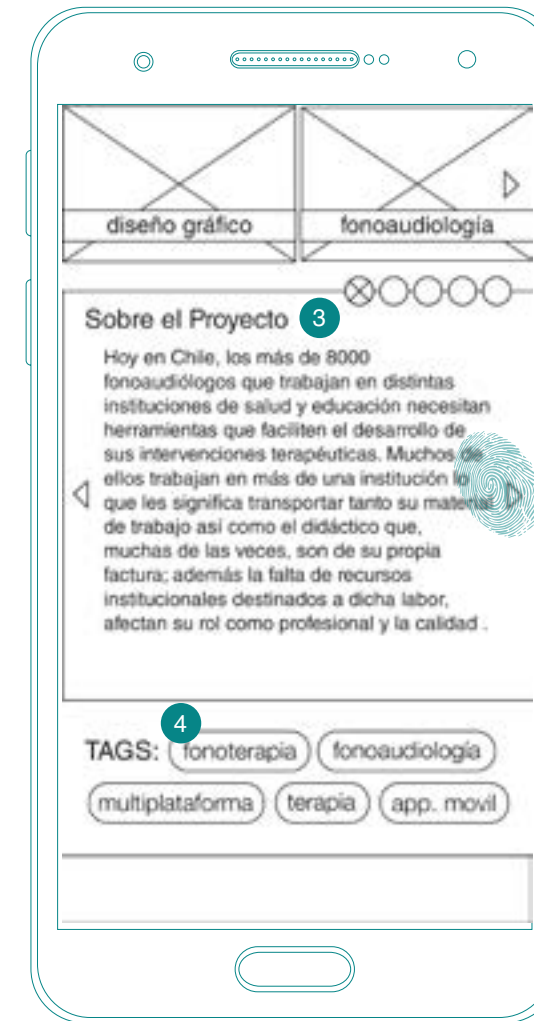 diseño gráfico
fonoaudiología
Sobre el Proyecto 3
Hoy en Chile, los más de 8000
fonoaudiólogos que trabajan en distintas
instituciones de salud y educación necesitan
herramientas que faciliten el desarrollo de
sus intervenciones terapéuticas. Muchos de
ellos trabajan en más de una institución lo
que les significa transportar tanto su material
de trabajo así como el didáctico que,
muchas de las veces, son de su propia
factura; además la falta de recursos
institucionales destinados a dicha labor,
afectan su rol como profesional y la calidad .
4
TAGS: fonoterapia fonoaudiología
multiplataforma terapia app. movil